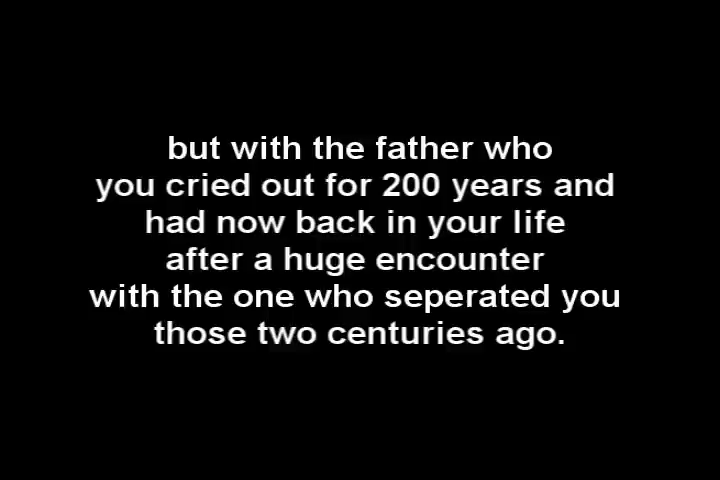 but with the father who
you cried out for 200 years and
had now back in your life
after a huge encounter
with the one who seperated you
those two centuries ago.